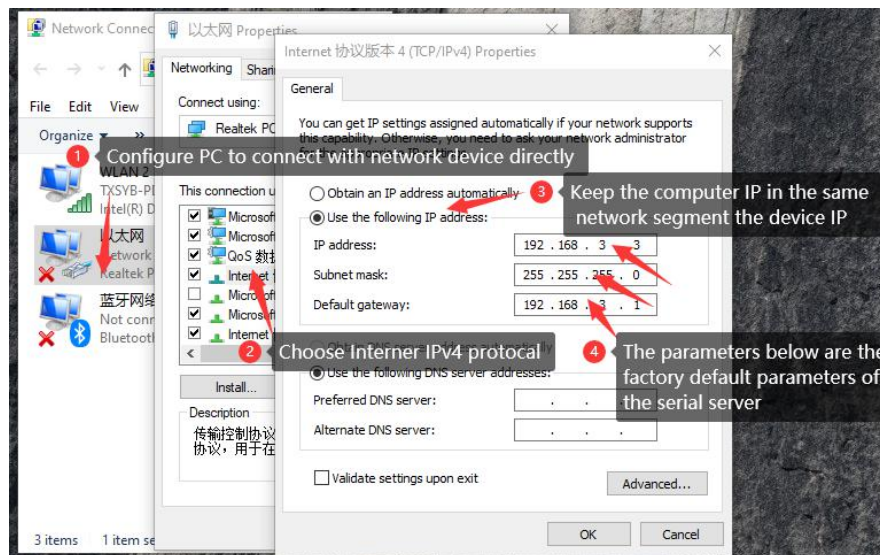 Network Connec
以太网 Properties
Internet 协议版本 4 (TCP/IPv4) Properties
Networking
Shari
General
File Edit View
Connect using:
You can get IP settings assigned automatically if your network supports
this capability. Otherwise, you need to ask your network administrator
Organize »
Realtek PC
1 Configure PC to connect with network device directly
WLAN 2
TXSYB-PI
Intel(R) D
This connection u
Obtain an IP address automatically
3 Keep the computer IP in the same
network segment the device IP
Use the following IP address:
Microsoft
Microsoft
QoS 数据
Internet
Microsoft
Microsoft
Internet
IP address: 192 . 168 . 3 . 3
Subnet mask: 255 . 255 . 255 . 0
Default gateway: 192 . 168 . 3 . 1
以太网
Network
Realtek P
蓝牙网络
Not conn
Bluetooth
2 Choose Interner IPv4 protocal
4 The parameters below are the
factory default parameters of
the serial server
Use the following DNS server addresses:
Preferred DNS server:
Alternate DNS server:
Install...
Description
传输控制协议
协议，用于在
Validate settings upon exit
Advanced...
OK
Cancel
3 items 1 item se